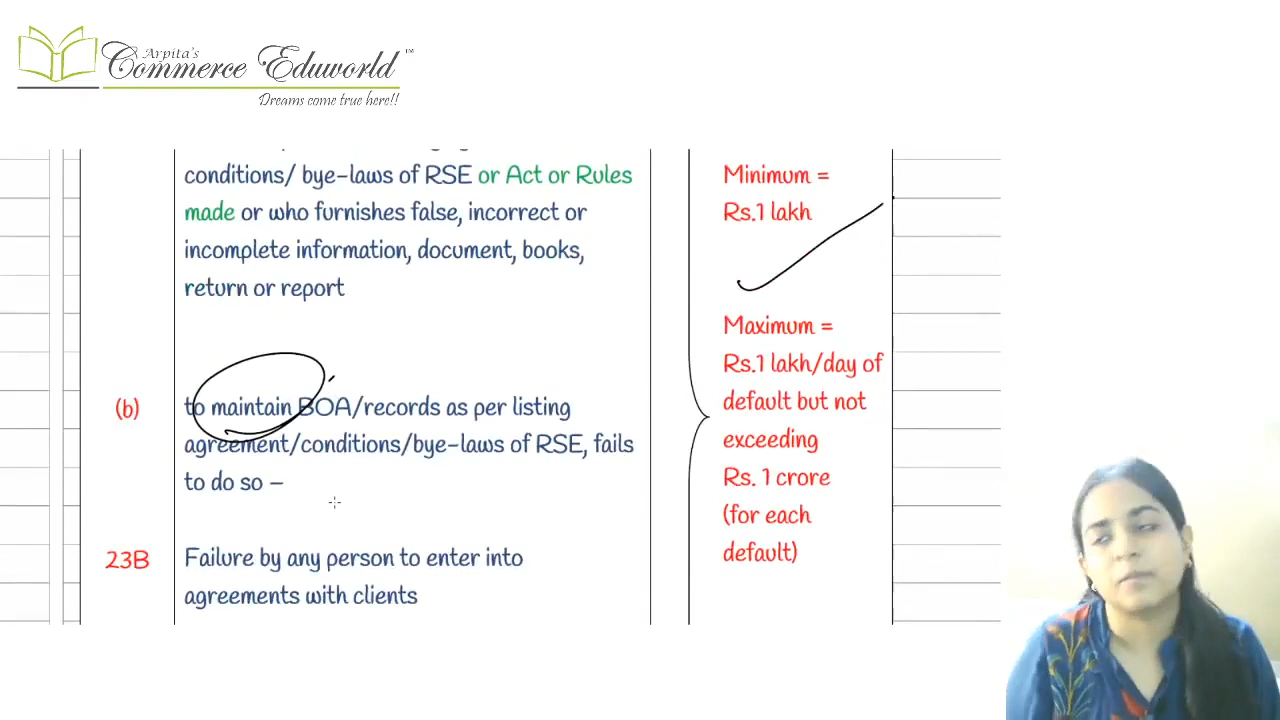 Arpita's
Commerce Eduworld™
Dreams come true here!!
conditions/ bye-laws of RSE or Act or Rules
made or who furnishes false, incorrect or
incomplete information, document, books,
return or report
(b) to maintain BOA/records as per listing
agreement/conditions/bye-laws of RSE, fails
to do so –
23B Failure by any person to enter into
agreements with clients
Minimum =
Rs.1 lakh
Maximum =
Rs.1 lakh/day of
default but not
exceeding
Rs. 1 crore
(for each
default)